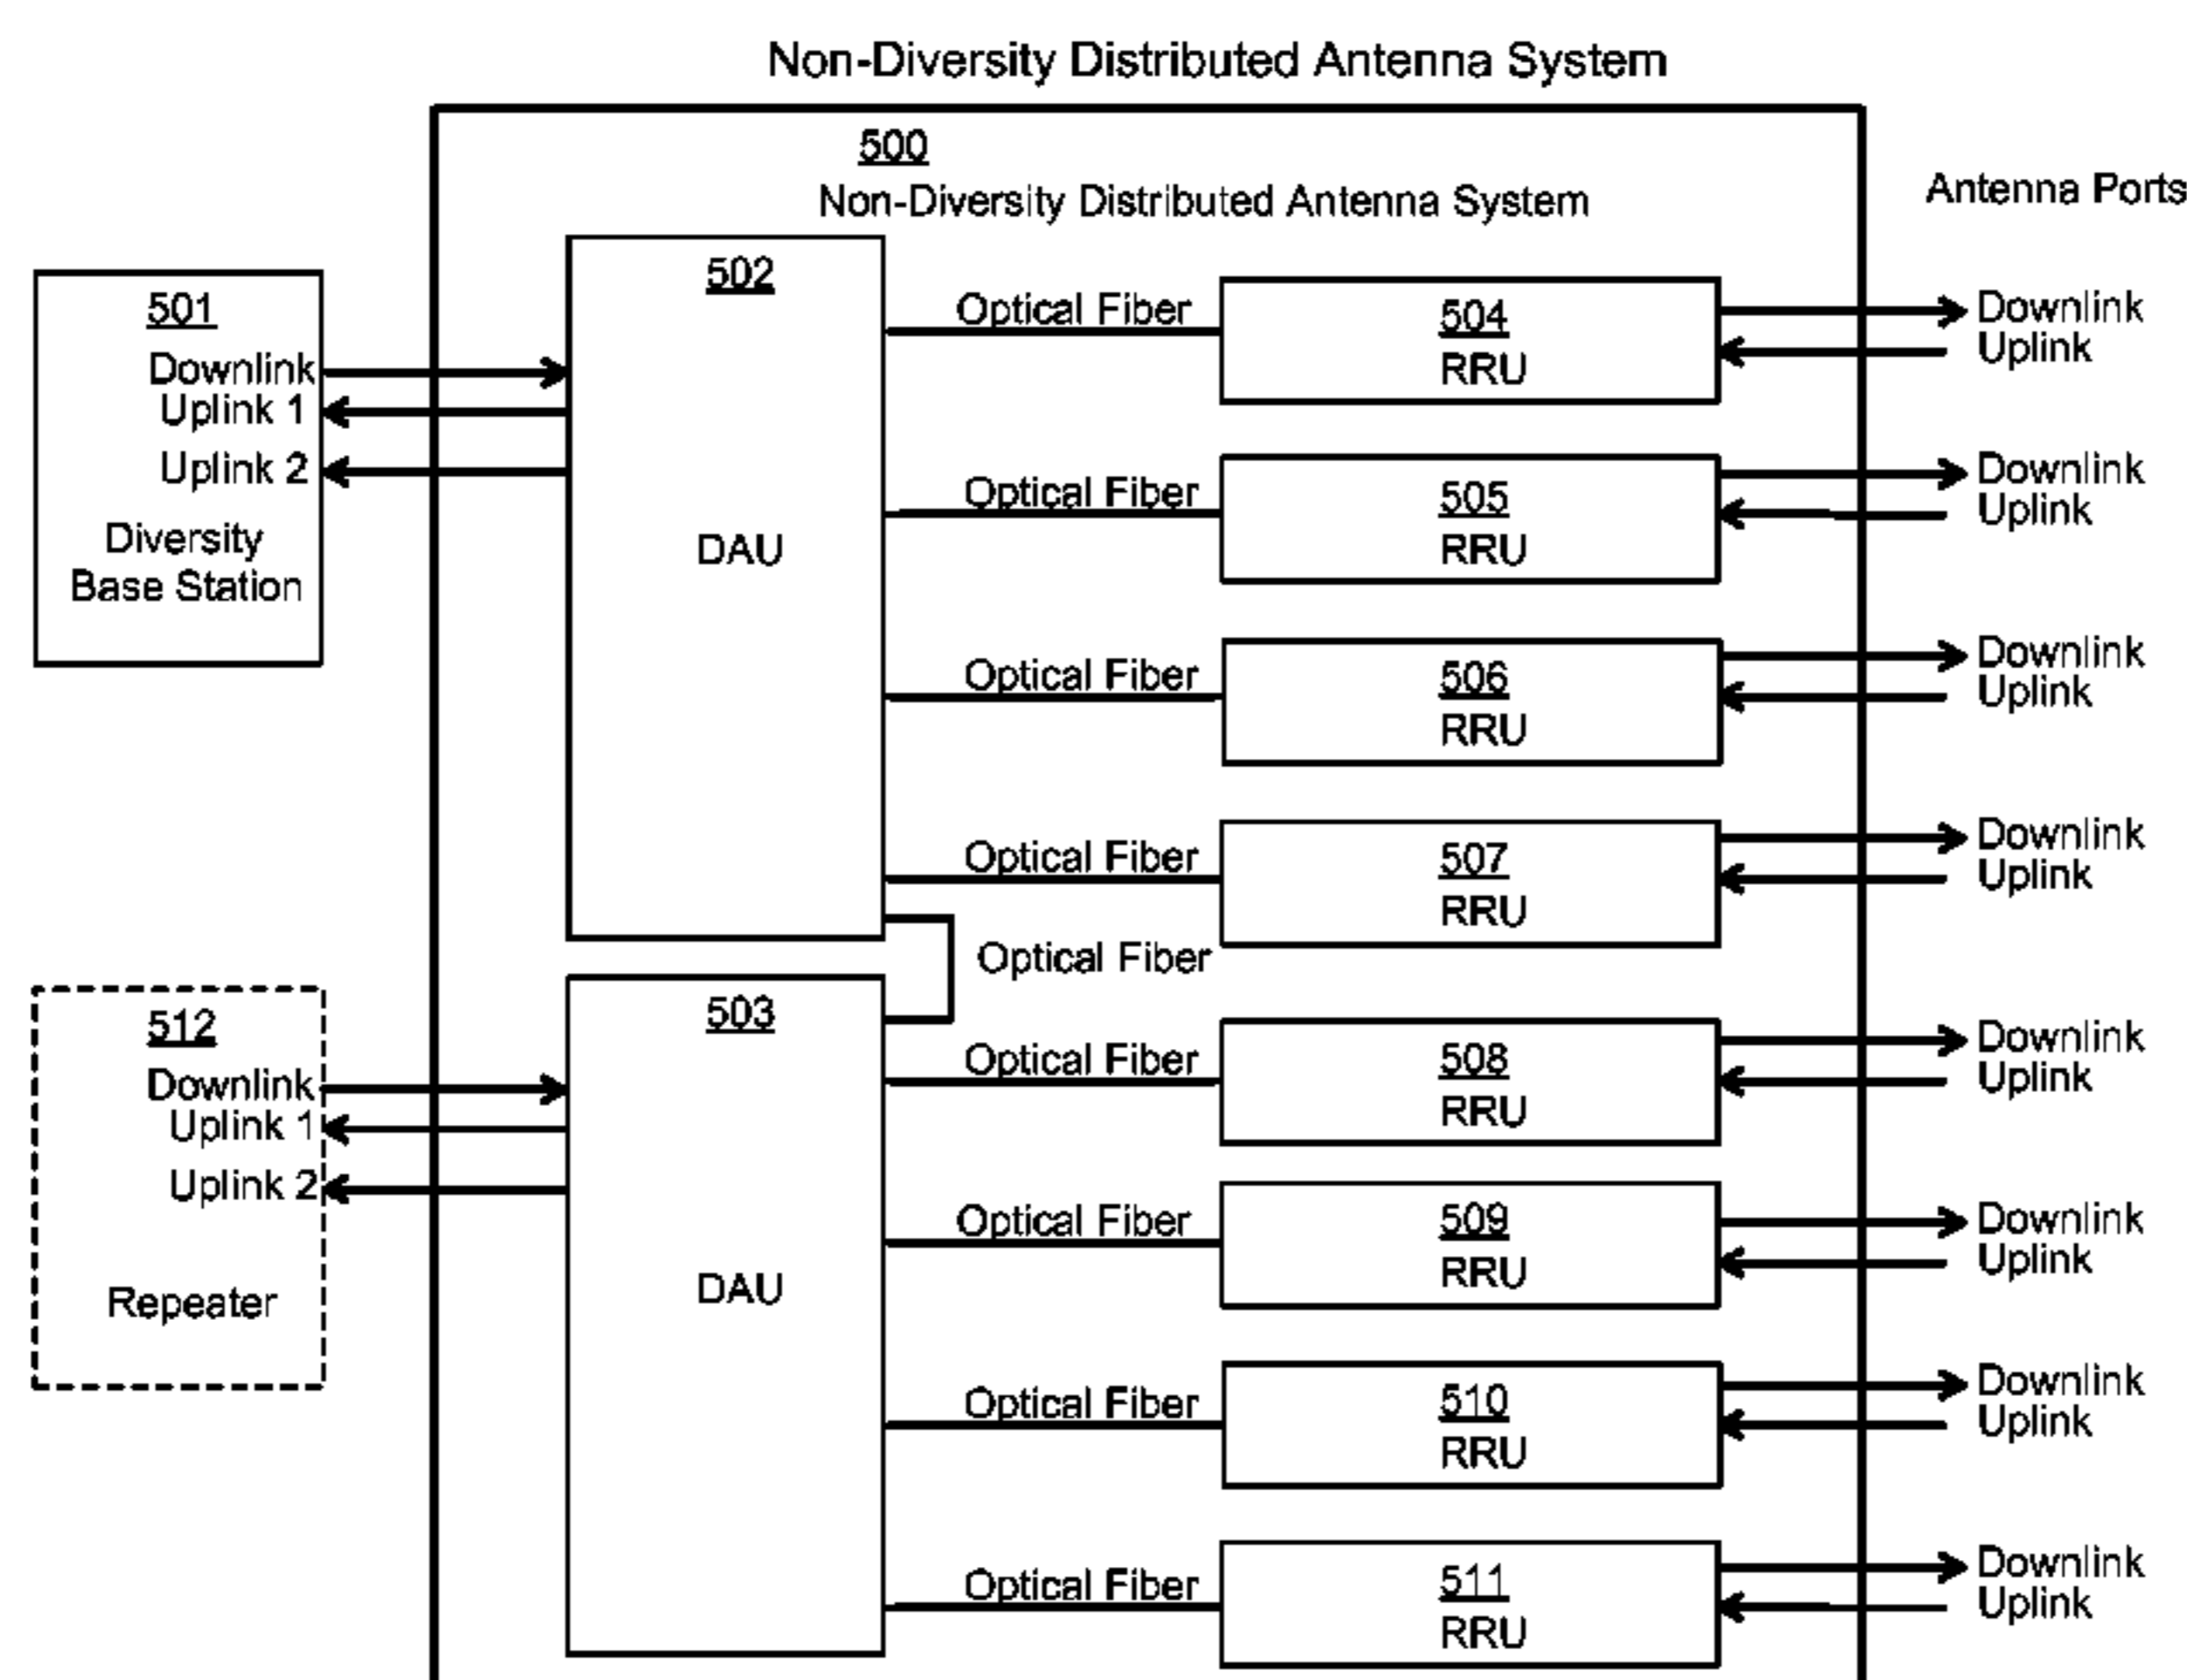 Non-Diversity Distributed Antenna System
500
Non-Diversity Distributed Antenna System
Antenna Ports
501
Downlink
Uplink 1
Uplink 2
Diversity
Base Station
502
DAU
Optical Fiber
504
RRU
Downlink
Uplink
Optical Fiber
505
RRU
Downlink
Uplink
Optical Fiber
506
RRU
Downlink
Uplink
Optical Fiber
507
RRU
Downlink
Uplink
Optical Fiber
512
Downlink
Uplink 1
Uplink 2
Repeater
503
DAU
Optical Fiber
508
RRU
Downlink
Uplink
Optical Fiber
509
RRU
Downlink
Uplink
Optical Fiber
510
RRU
Downlink
Uplink
Optical Fiber
511
RRU
Downlink
Uplink